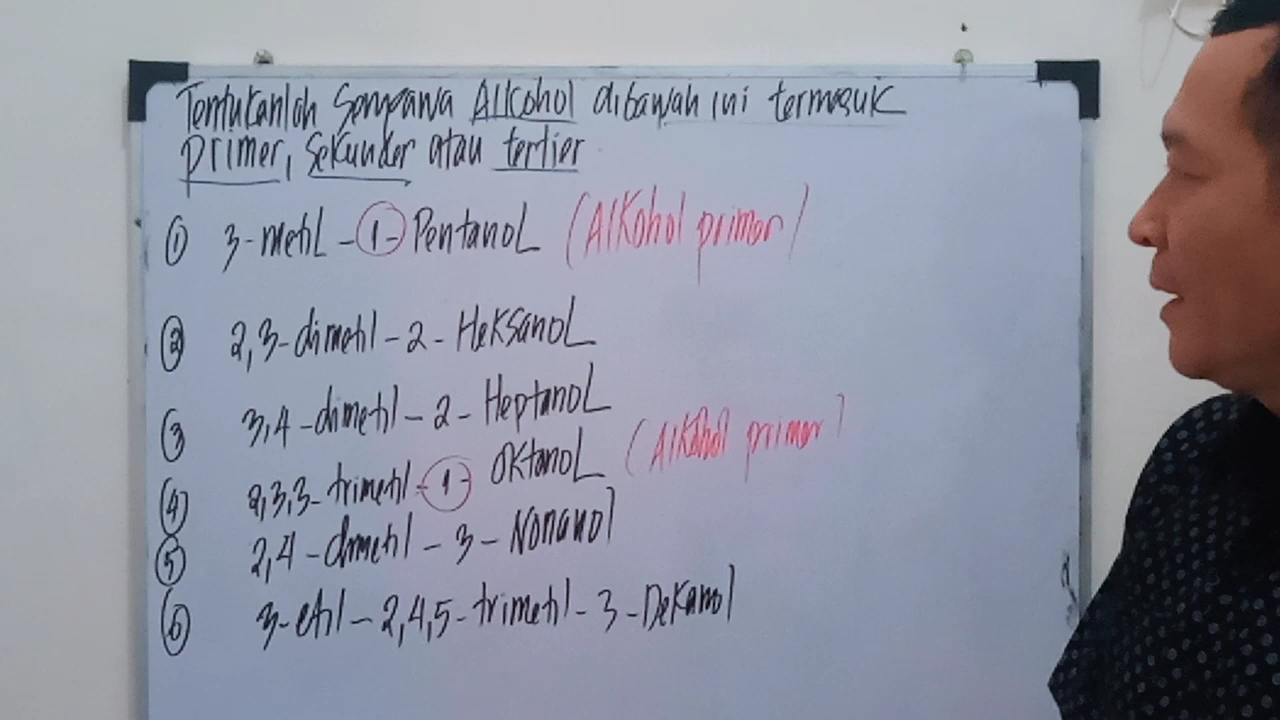 Tentukanlah Senyawa Alkohol dibawah ini termasuk
primer, sekunder atau tertier
① 3-metil-1-Pentanol (Alkohol primer)
② 2,3-dimetil-2-Heksanol
③ 3,4-dimetil-2-Heptanol
④ 2,3,3-trimetil-1- Oktanol (Alkohol primer)
⑤ 2,4-dimetil-3-Nonanol
⑥ 3-etil-2,4,5-trimetil-3-Dekanol